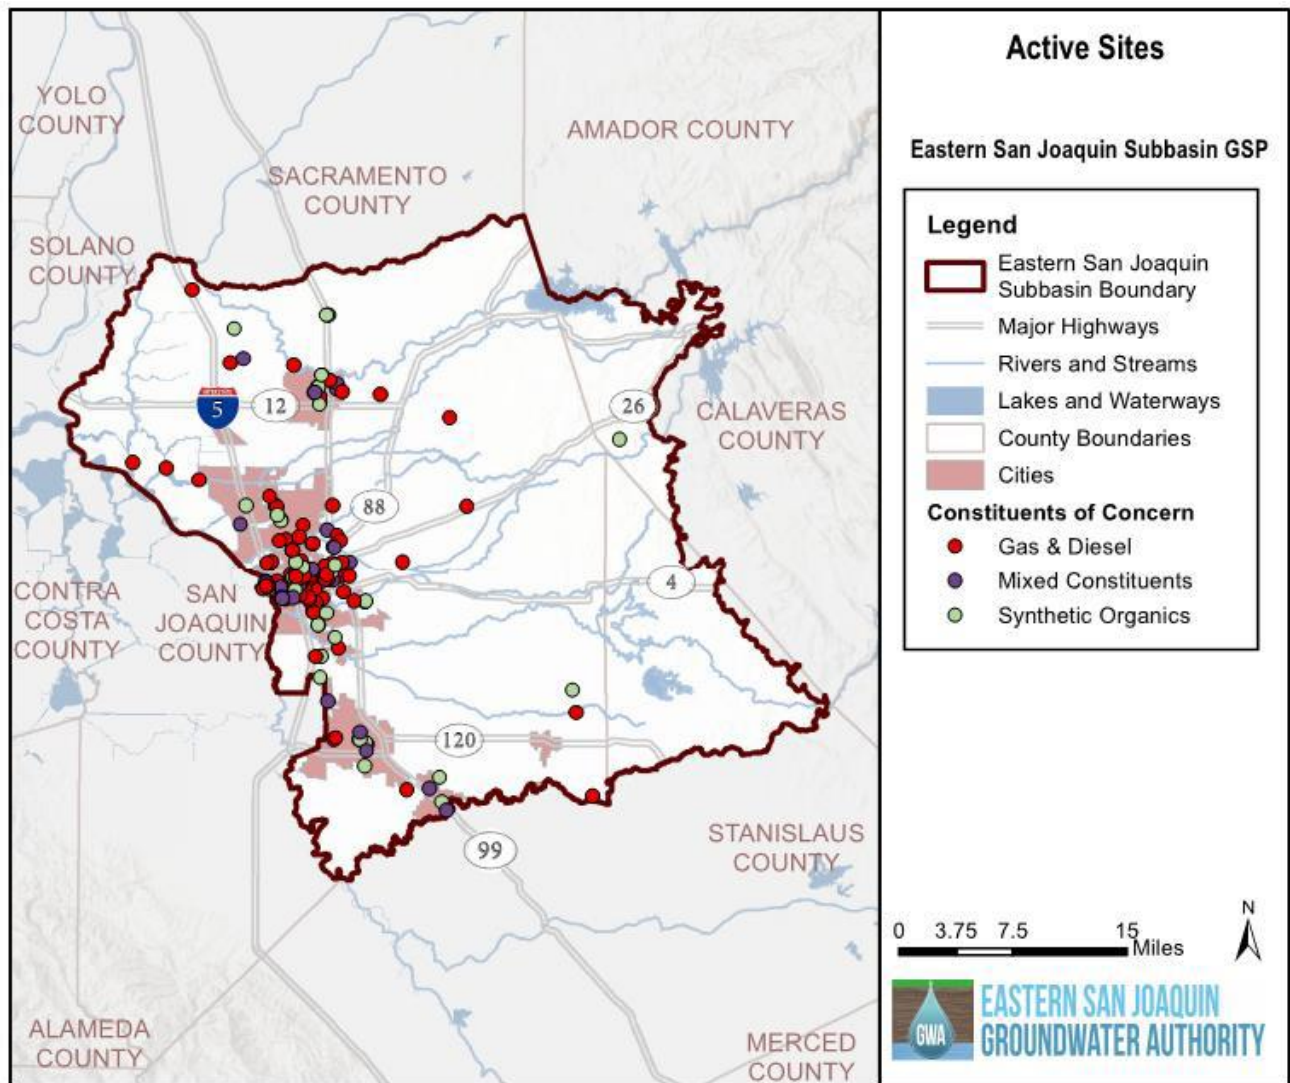 YOLO
COUNTY
AMADOR COUNTY
SACRAMENTO
COUNTY
SOLANO
COUNTY
5
12
26
CALAVERAS
COUNTY
88
4
CONTRA
COSTA
COUNTY
SAN
JOAQUIN
COUNTY
120
99
STANISLAUS
COUNTY
ALAMEDA
COUNTY
MERCED
COUNTY
Active Sites
Eastern San Joaquin Subbasin GSP
Legend
Eastern San Joaquin
Subbasin Boundary
Major Highways
Rivers and Streams
Lakes and Waterways
County Boundaries
Cities
Constituents of Concern
Gas & Diesel
Mixed Constituents
Synthetic Organics
N
0 3.75 7.5 15
Miles
GWA
EASTERN SAN JOAQUIN
GROUNDWATER AUTHORITY